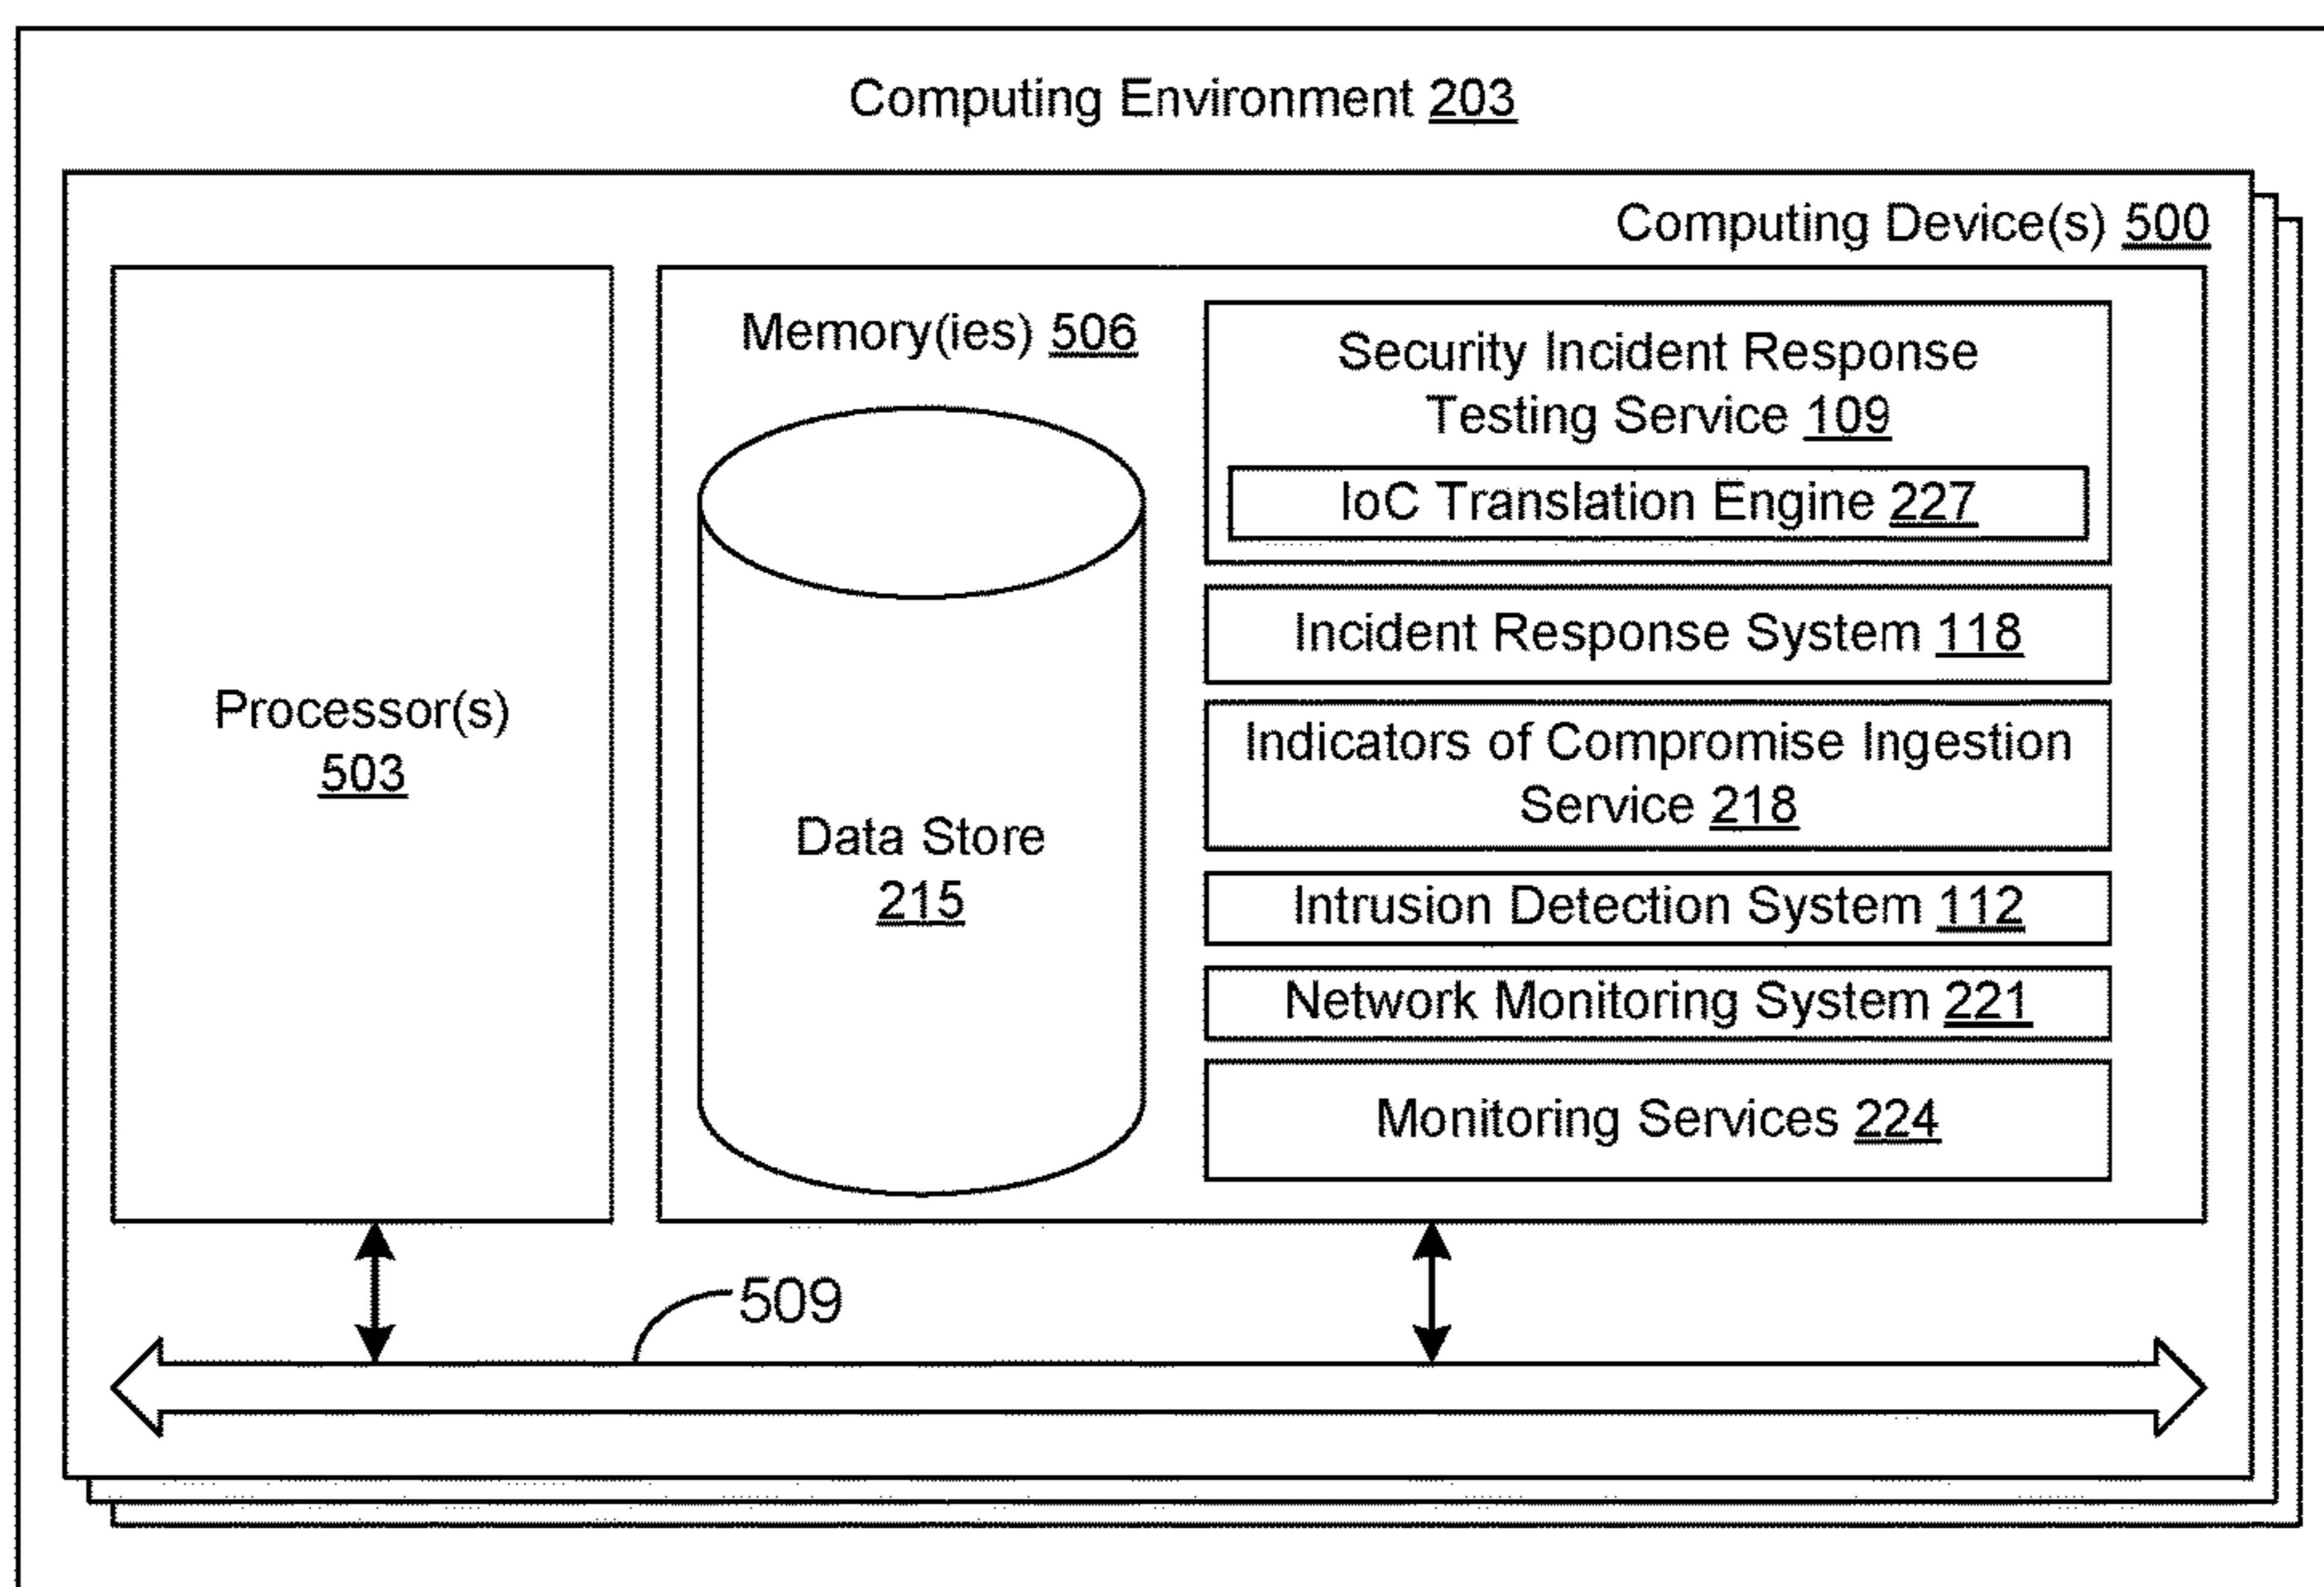 Computing Environment 203
Computing Device(s) 500
Processor(s)
503
Memory(ies) 506
Data Store
215
Security Incident Response
Testing Service 109
IoC Translation Engine 227
Incident Response System 118
Indicators of Compromise Ingestion
Service 218
Intrusion Detection System 112
Network Monitoring System 221
Monitoring Services 224
509